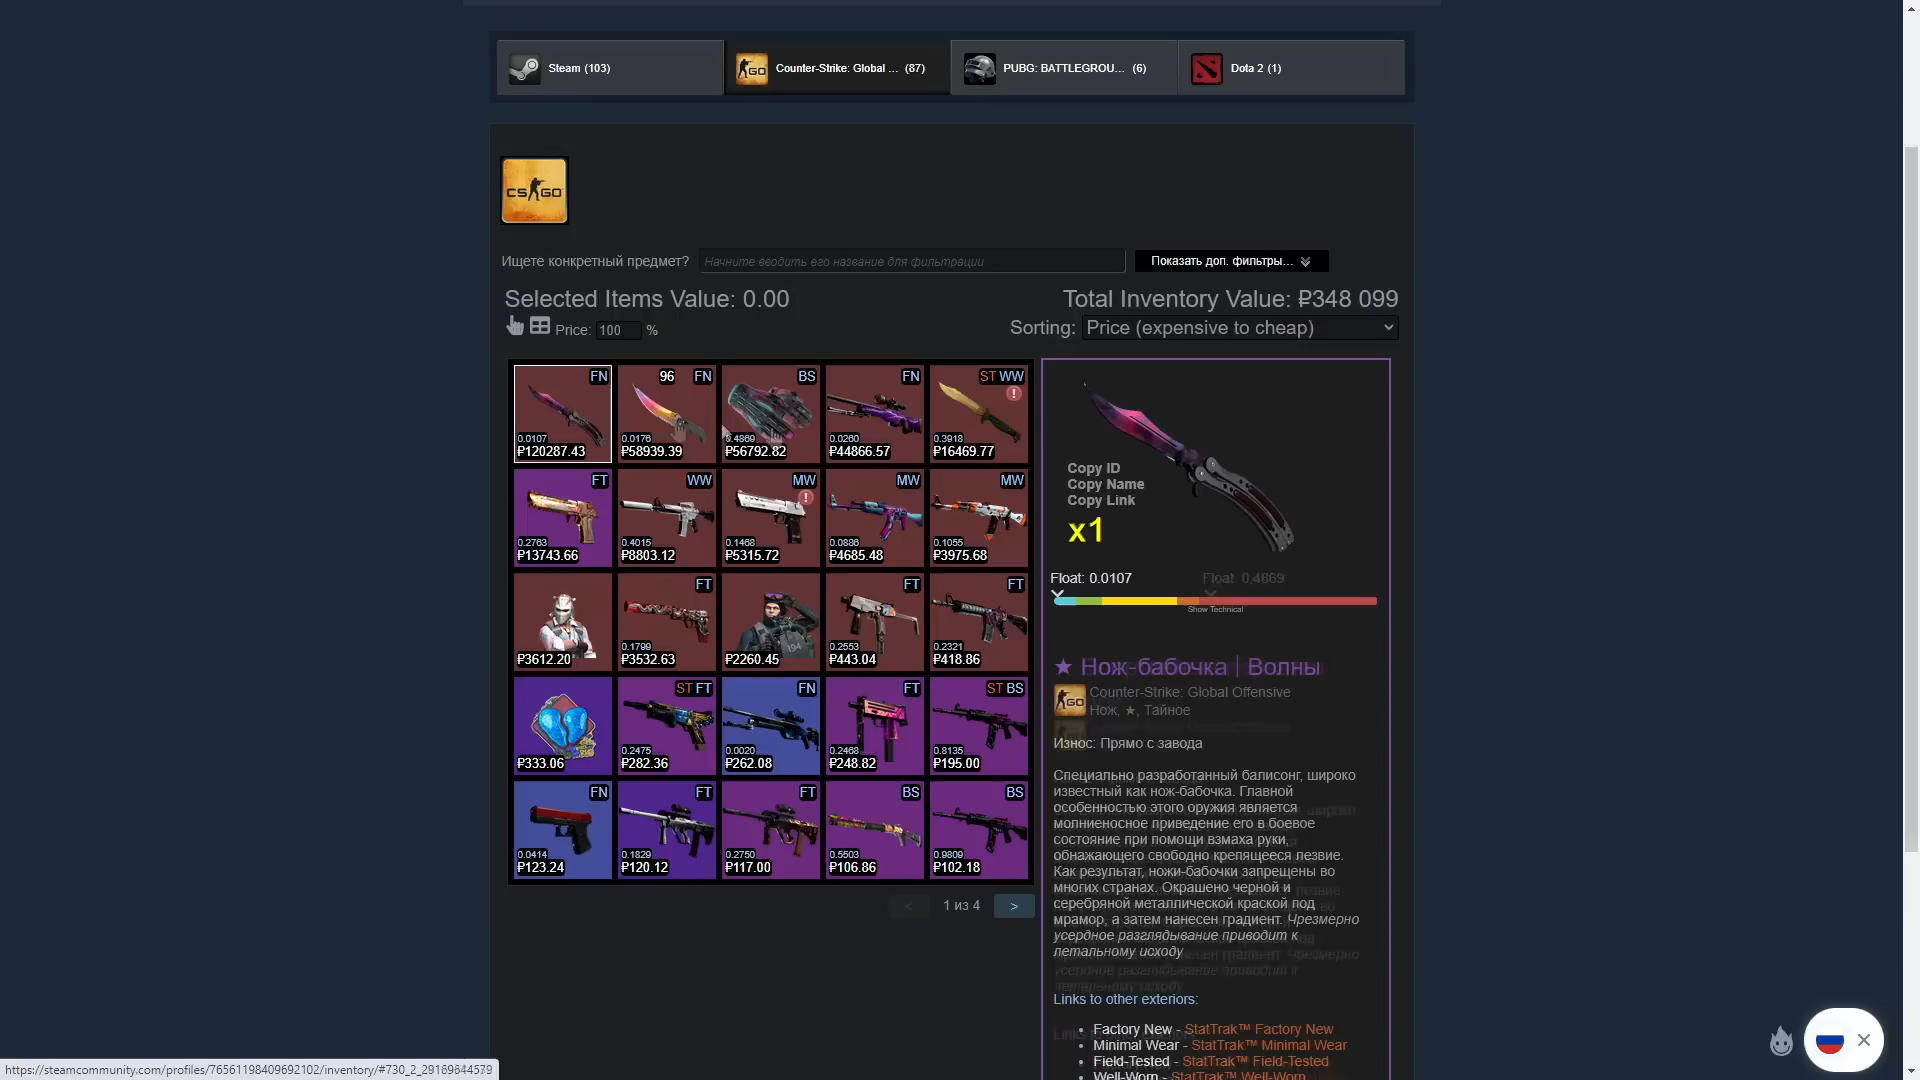 Steam (103)
Counter-Strike: Global ... (87)
PUBG: BATTLEGROU... (6)
Dota 2 (1)
CS GO
Ищете конкретный предмет?
Начните вводить его название для фильтрации
Показать доп. фильтры...
Selected Items Value: 0.00
Total Inventory Value: ₽348 099
Price: 100 %
Sorting: Price (expensive to cheap)
FN
0.0107
₽120287.43
96 FN
0.0176
₽58939.39
BS
0.4869
₽56792.82
FN
0.0260
₽44866.57
ST WW
0.3918
₽16469.77
FT
0.2763
₽13743.66
WW
0.4015
₽8803.12
MW
0.1468
₽5315.72
MW
0.0886
₽4685.48
MW
0.1055
₽3975.68
₽3612.20
FT
0.1799
₽3532.63
₽2260.45
FT
0.2553
₽443.04
FT
0.2321
₽418.86
₽333.06
ST FT
0.2475
₽282.36
FN
0.0020
₽262.08
FT
0.2468
₽248.82
ST BS
0.8135
₽195.00
FN
0.0414
₽123.24
FT
0.1829
₽120.12
FT
0.2750
₽117.00
BS
0.5503
₽106.86
BS
0.9809
₽102.18
<
1 из 4
>
Copy ID
Copy Name
Copy Link
x1
Float: 0.0107
Float 0.4869
Show Technical
★ Нож-бабочка | Волны
Counter-Strike: Global Offensive
Нож, ★, Тайное
Износ: Прямо с завода
Специально разработанный балисонг, широко
известный как нож-бабочка. Главной
особенностью этого оружия является
молниеносное приведение его в боевое
состояние при помощи взмаха руки,
обнажающего свободно крепящееся лезвие.
Как результат, ножи-бабочки запрещены во
многих странах. Окрашено черной и
серебряной металлической краской под
мрамор, а затем нанесен градиент. Чрезмерно
усердное разглядывание приводит к
летальному исходу
Links to other exteriors:
• Factory New - StatTrak™ Factory New
• Minimal Wear - StatTrak™ Minimal Wear
• Field-Tested - StatTrak™ Field-Tested
• Well-Worn - StatTrak™ Well-Worn
https://steamcommunity.com/profiles/76561198409692102/inventory/#730_2_29169644579